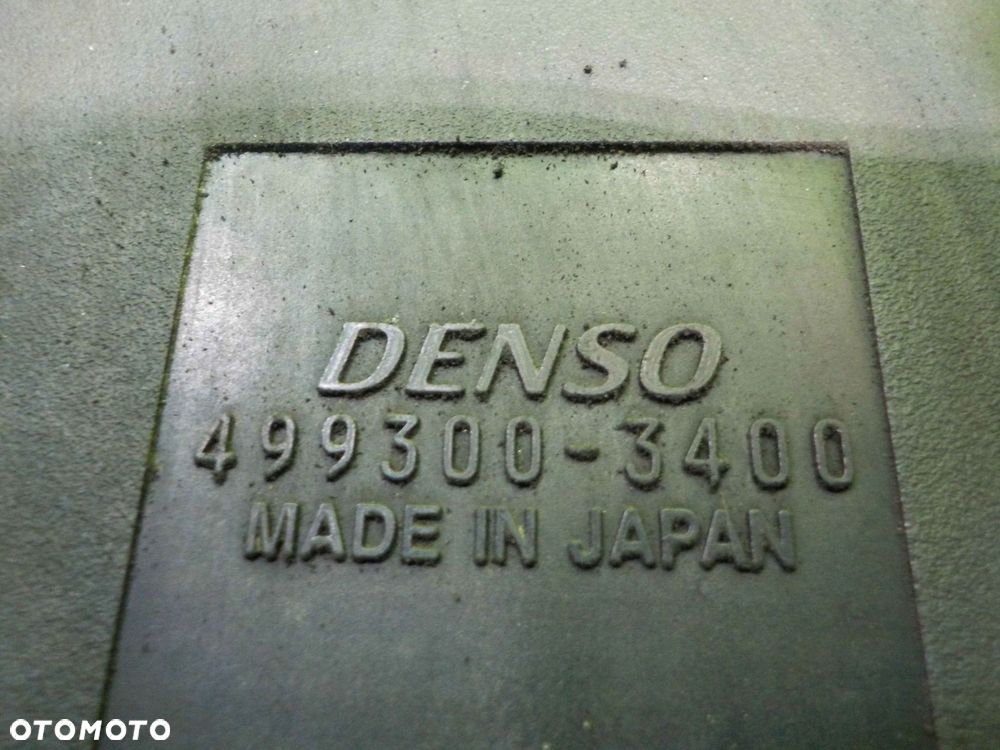 DENSO
499300-3400
MADE IN JAPAN
OTOMOTO